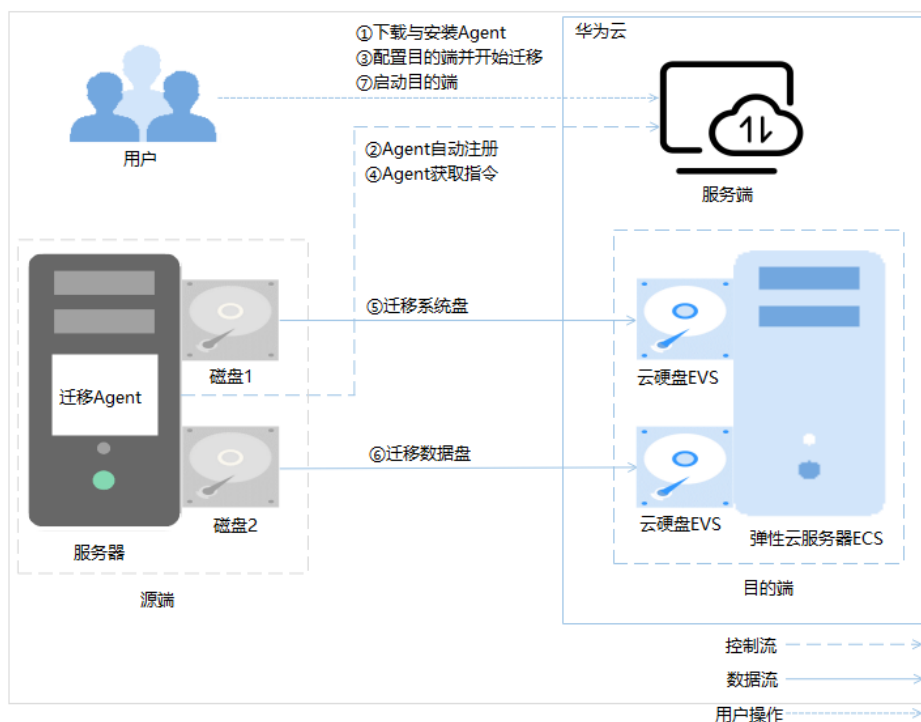 ①下载与安装Agent
③配置目的端并开始迁移
⑦启动目的端
华为云
用户
②Agent自动注册
④Agent获取指令
服务端
⑤迁移系统盘
磁盘1
云硬盘EVS
迁移Agent
⑥迁移数据盘
磁盘2
云硬盘EVS
服务器
弹性云服务器ECS
源端
目的端
控制流
数据流
用户操作